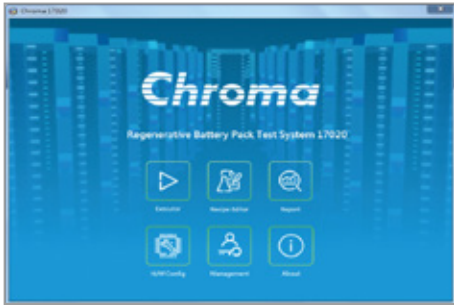 Chroma 17020
Chroma
Regenerative Battery Pack Test System 17020
Executor
Recipe Editor
Report
H/W Config
Management
About